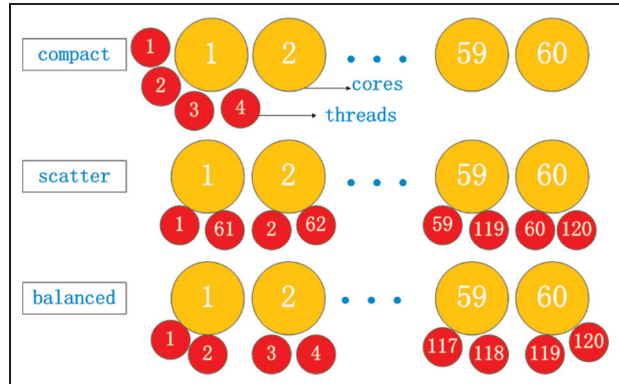 compact 1 2 59 60
1
2
3 4
cores
threads
scatter 1 2 59 60
1 61 2 62 59 119 60 120
balanced 1 2 59 60
1 2 3 4 117 118 119 120